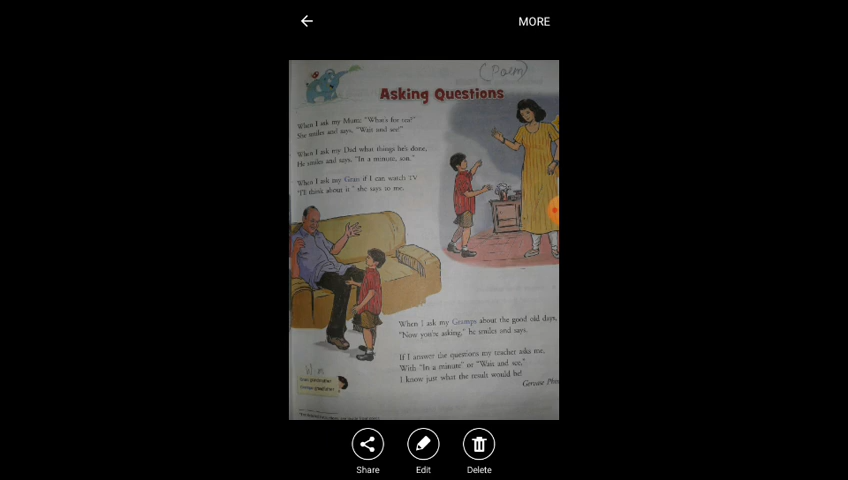 MORE
(Poem)
Asking Questions
When I ask my Mum: "What's for tea?"
She smiles and says, "Wait and see!"
When I ask my Dad what things he's done,
He smiles and says, "In a minute, son."
When I ask my Gran if I can watch TV
"I'll think about it," she says to me.
When I ask my Gramps about the good old days,
"Now you're asking," he smiles and says.
If I answer the questions my teacher asks me,
With "In a minute" or "Wait and see,"
I know just what the result would be!
Gervase
Share
Edit
Delete